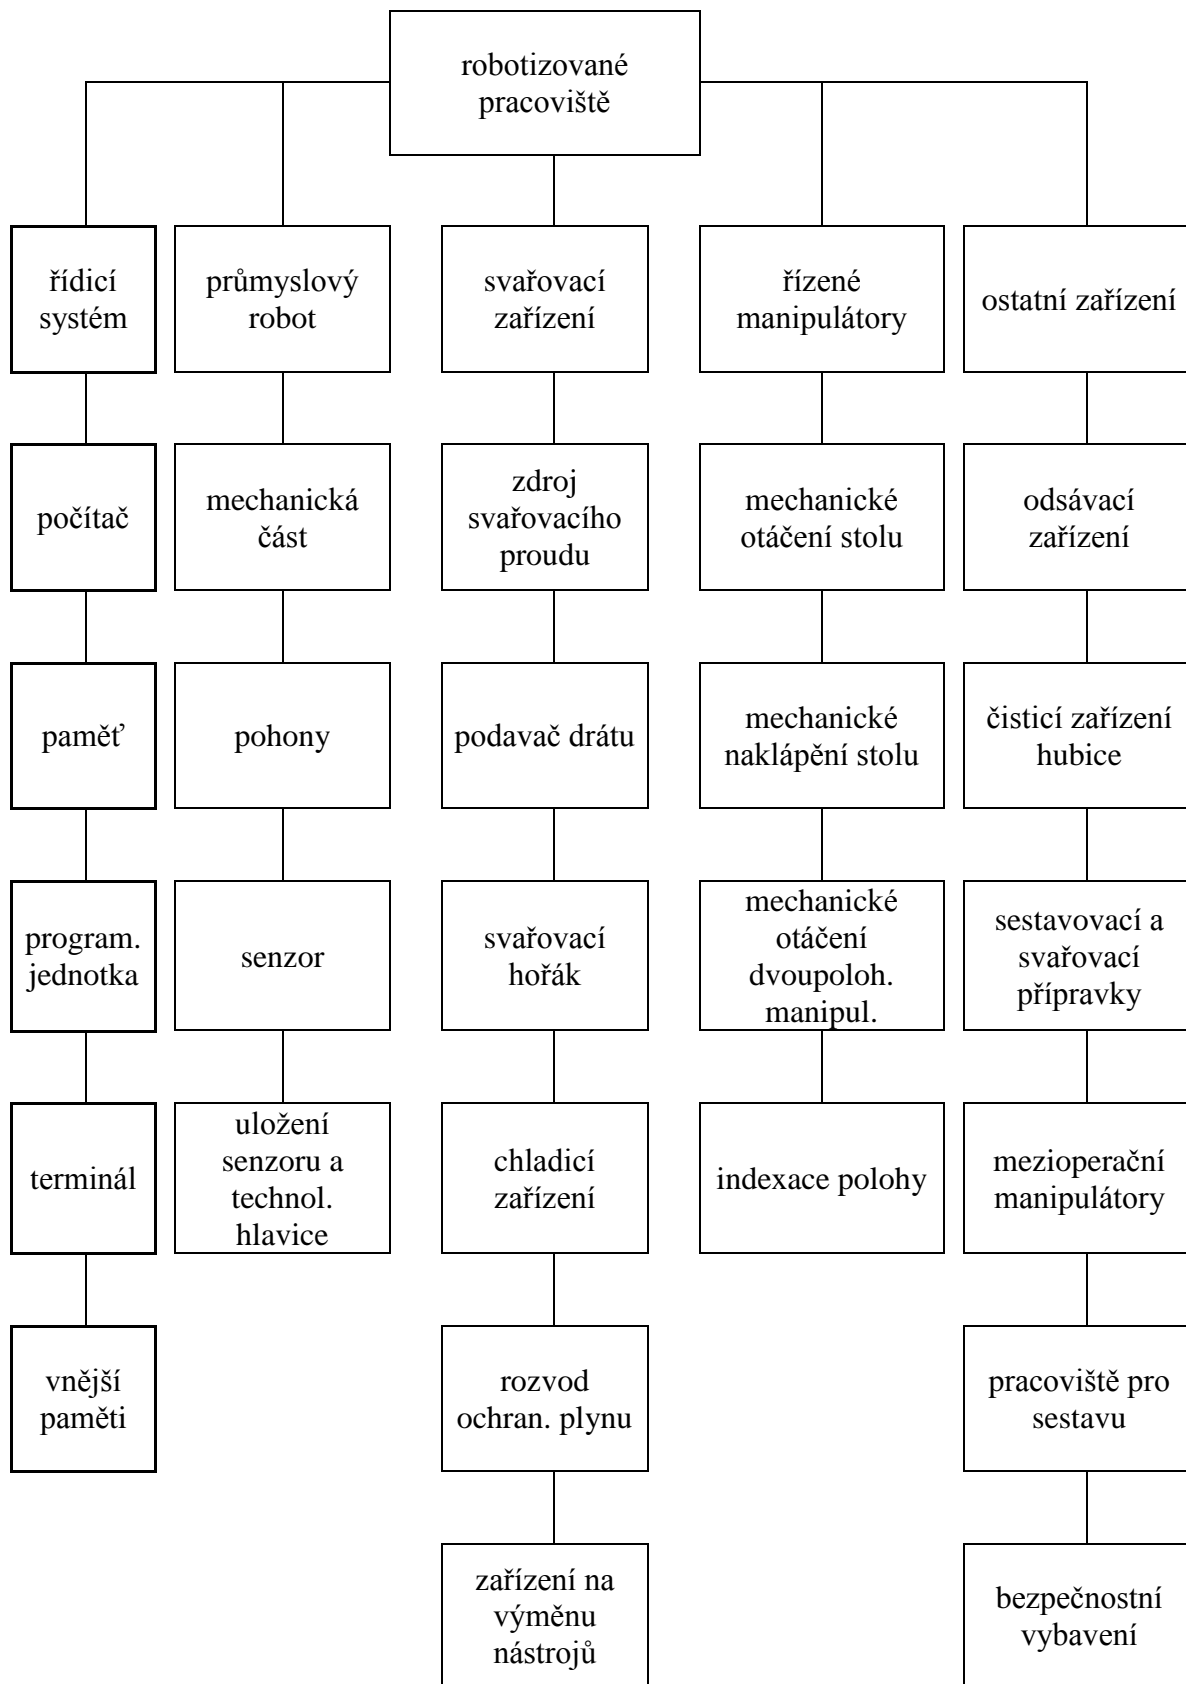 robotizované
pracoviště
řídicí
systém
průmyslový
robot
svařovací
zařízení
řízené
manipulátory
ostatní zařízení
počítač
mechanická
část
zdroj
svařovacího
proudu
mechanické
otáčení stolu
odsávací
zařízení
paměť
pohony
podavač drátu
mechanické
naklápění stolu
čisticí zařízení
hubice
program.
jednotka
senzor
svařovací
hořák
mechanické
otáčení
dvoupoloh.
manipul.
sestavovací a
svařovací
přípravky
terminál
uložení
senzoru a
technol.
hlavice
chladicí
zařízení
indexace polohy
mezioperační
manipulátory
vnější
paměti
rozvod
ochran. plynu
pracoviště pro
sestavu
zařízení na
výměnu
nástrojů
bezpečnostní
vybavení